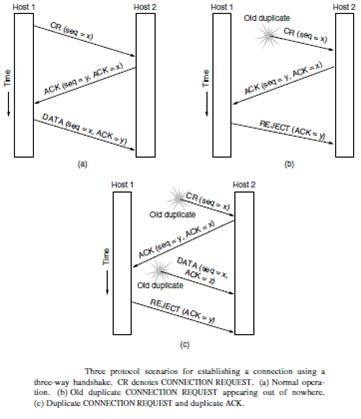 Host 1
Host 2
CR (seq = x)
ACK (seq = y, ACK = x)
DATA (seq = x, ACK = y)
Time
(a)
Host 1
Host 2
Old duplicate
CR (seq = x)
ACK (seq = y, ACK = x)
REJECT (ACK = y)
Time
(b)
Host 1
Host 2
CR (seq = x)
Old duplicate
ACK (seq = y, ACK = x)
DATA (seq = x,
ACK = z)
Old duplicate
REJECT (ACK = y)
Time
(c)
Three protocol scenarios for establishing a connection using a
three-way handshake. CR denotes CONNECTION REQUEST. (a) Normal opera-
tion. (b) Old duplicate CONNECTION REQUEST appearing out of nowhere.
(c) Duplicate CONNECTION REQUEST and duplicate ACK.